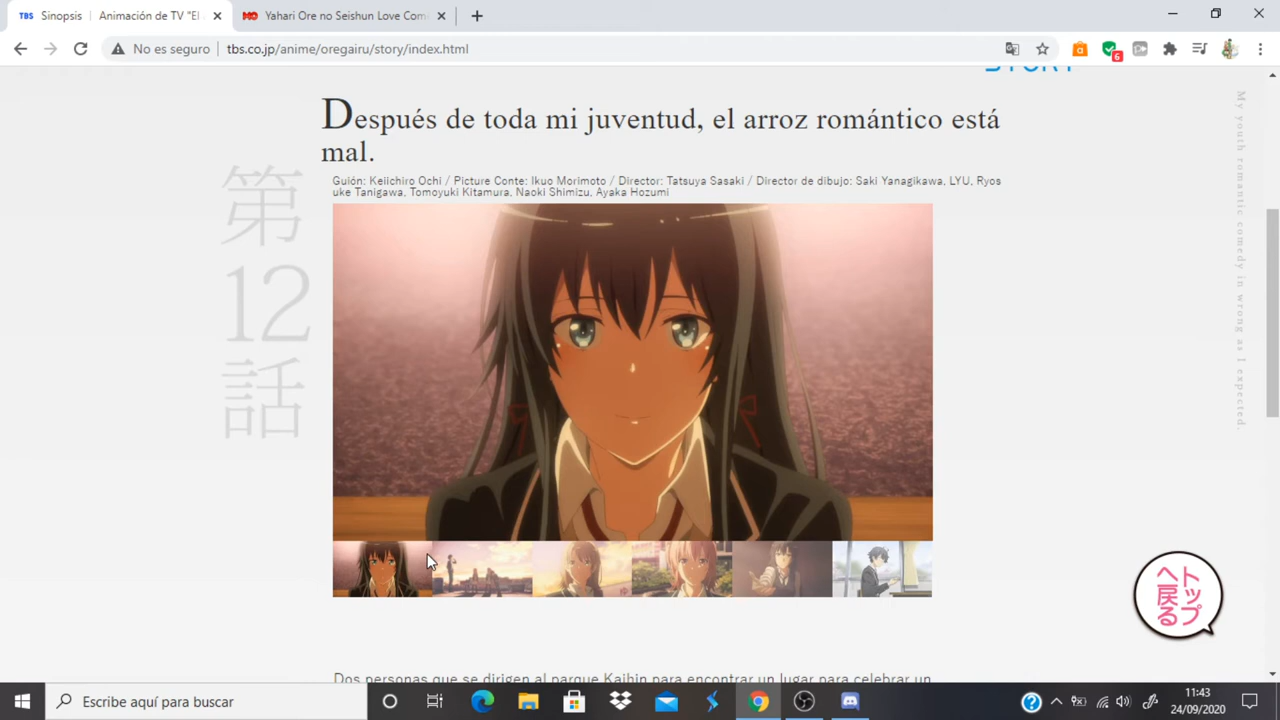 TBS Sinopsis | Animación de TV "El
Yahari Ore no Seishun Love Com
No es seguro | tbs.co.jp/anime/oregairu/story/index.html
6
Después de toda mi juventud, el arroz romántico está
mal.
Guión: Keiichiro Ochi / Picture Conte: Ikuo Morimoto / Director: Tatsuya Sasaki / Director de dibujo: Saki Yanagikawa, LYU, Ryos
uke Tanigawa, Tomoyuki Kitamura, Naoki Shimizu, Ayaka Hozumi
第
12
話
My youth romantic comedy in wrong as I expected.
トップ
へ戻る
Dos personas que se dirigen al parque Kaihin para encontrar un lugar para celebrar un
Escribe aquí para buscar
11:43
24/09/2020